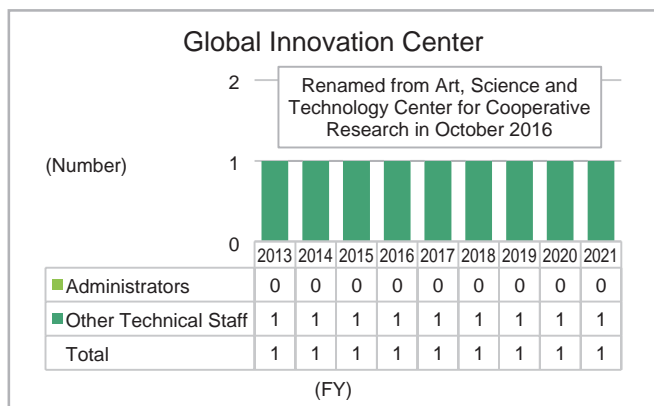 Global Innovation Center
2
Renamed from Art, Science and
Technology Center for Cooperative
Research in October 2016
(Number)
1
0
2013 2014 2015 2016 2017 2018 2019 2020 2021
Administrators 0 0 0 0 0 0 0 0 0
Other Technical Staff 1 1 1 1 1 1 1 1 1
Total 1 1 1 1 1 1 1 1 1
(FY)